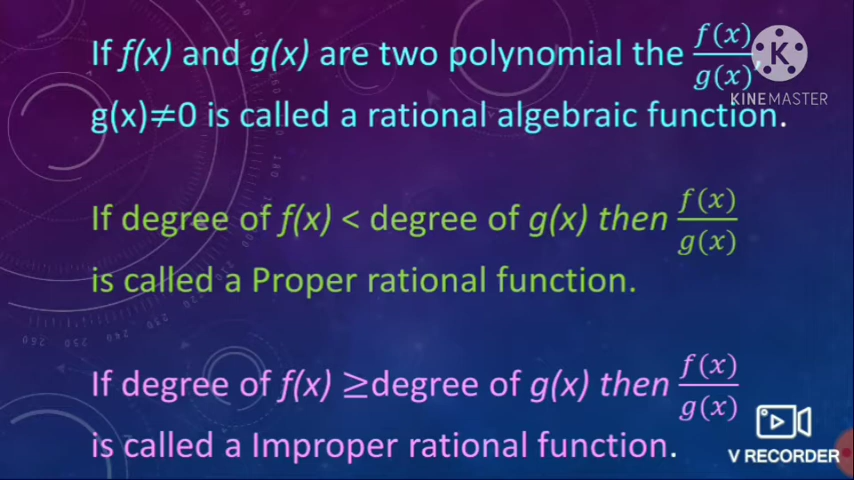 If f(x) and g(x) are two polynomial the f(x)/g(x),
g(x)≠0 is called a rational algebraic function.
If degree of f(x) < degree of g(x) then f(x)/g(x)
is called a Proper rational function.
If degree of f(x) ≥degree of g(x) then f(x)/g(x)
is called a Improper rational function.
K
KINEMASTER
V RECORDER